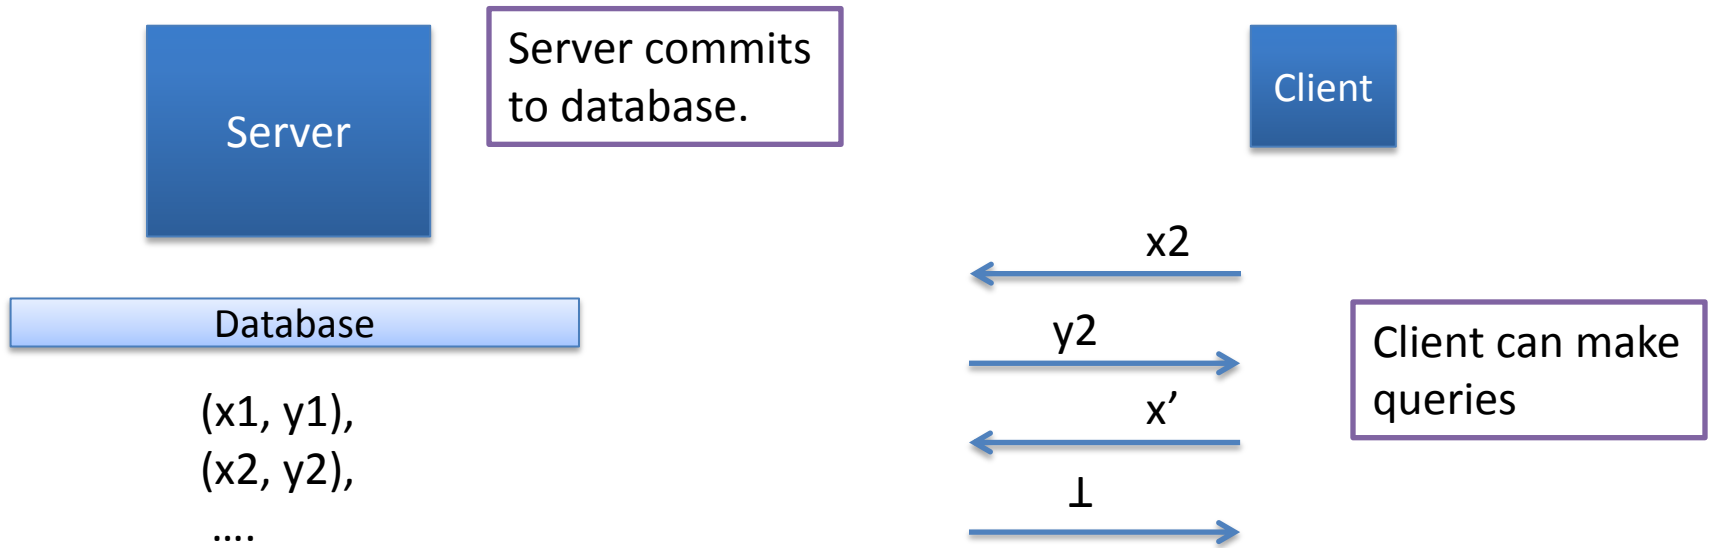 Server
Server commits
to database.
Client
Database
(x1, y1),
(x2, y2),
....
x2
y2
x’
⊥
Client can make
queries